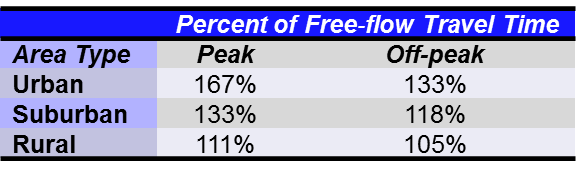 Percent of Free-flow Travel Time
Area Type Peak Off-peak
Urban 167% 133%
Suburban 133% 118%
Rural 111% 105%